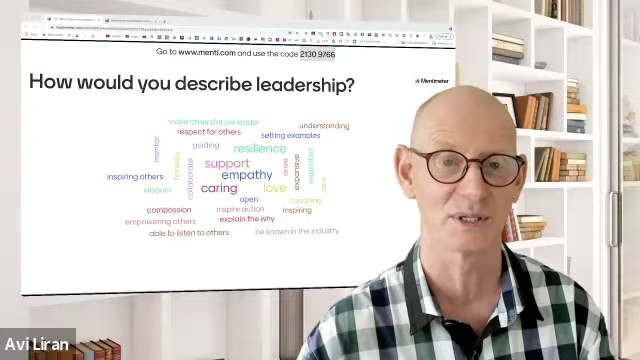 Go to www.menti.com and use the code 2130 9766
How would you describe leadership?
Mentimeter
make others future leader
understanding
respect for others
setting examples
mentor
guiding
resilience
honesty
collaborate
support
drive
expansive
inspiration
inspiring others
empathy
wisdom
caring
love
care
open
coaching
compassion
inspire action
inspiring
empowering others
explain the why
able to listen to others
be known in the industry
Avi Liran